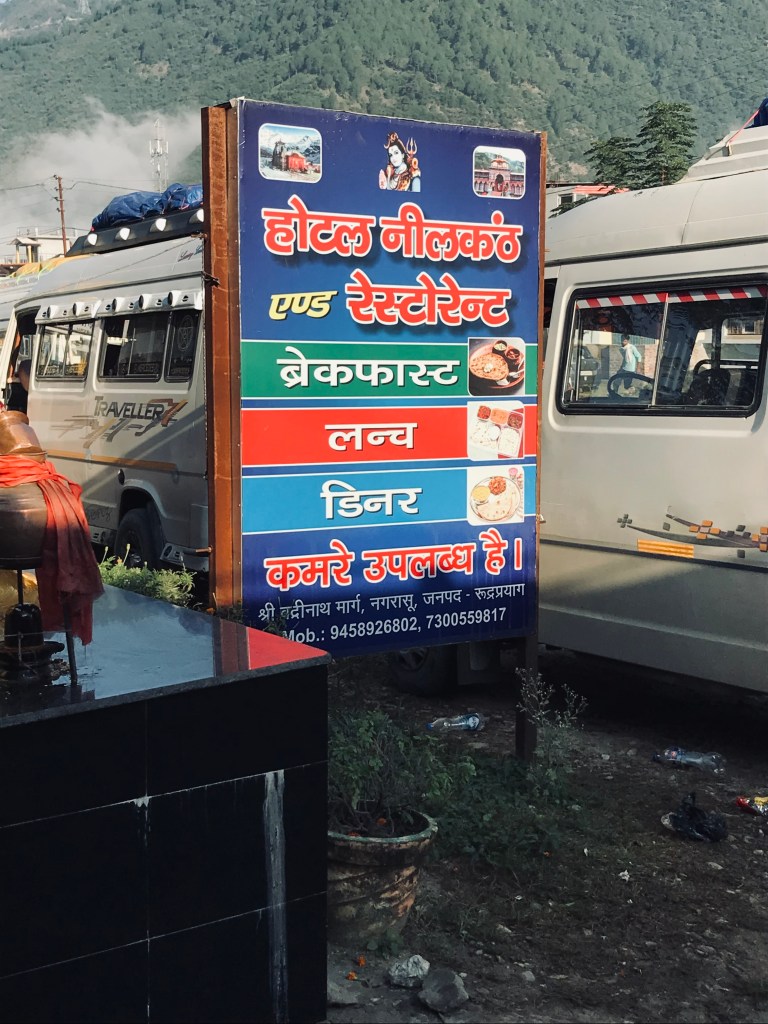 होटल नीलकंठ
एण्ड रेस्टोरेन्ट
ब्रेकफास्ट
लन्च
डिनर
कमरे उपलब्ध है।
श्री बद्रीनाथ मार्ग, नगरासू, जनपद - रूद्रप्रयाग
Mob.: 9458926802, 7300559817
TRAVELLER